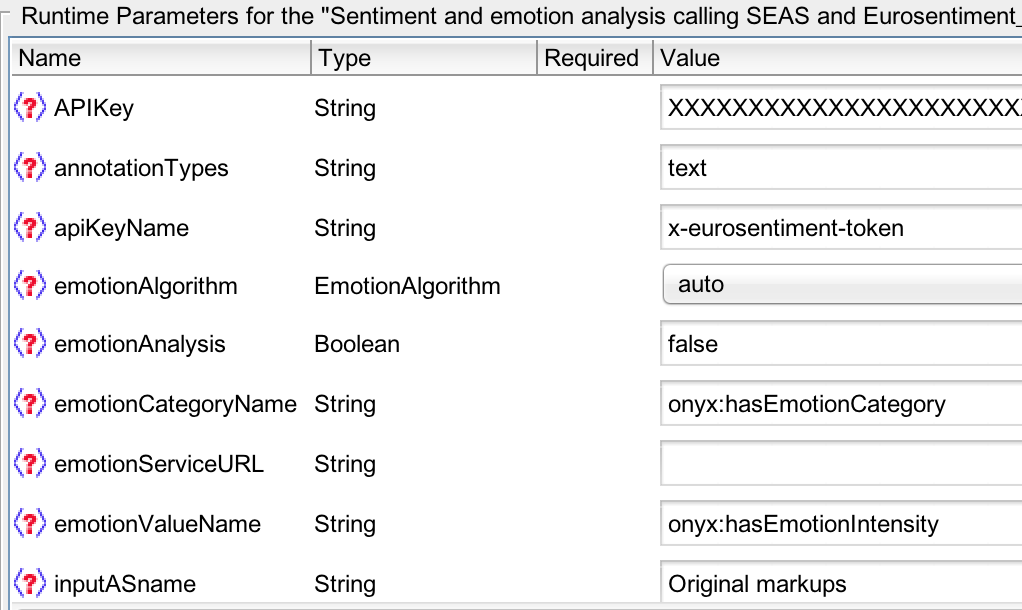 Runtime Parameters for the "Sentiment and emotion analysis calling SEAS and Eurosentiment_
Name Type Required Value
APIKey String XXXXXXXXXXXXXXXXXXXXXX
annotationTypes String text
apiKeyName String x-eurosentiment-token
emotionAlgorithm EmotionAlgorithm auto
emotionAnalysis Boolean false
emotionCategoryName String onyx:hasEmotionCategory
emotionServiceURL String
emotionValueName String onyx:hasEmotionIntensity
inputASname String Original markups